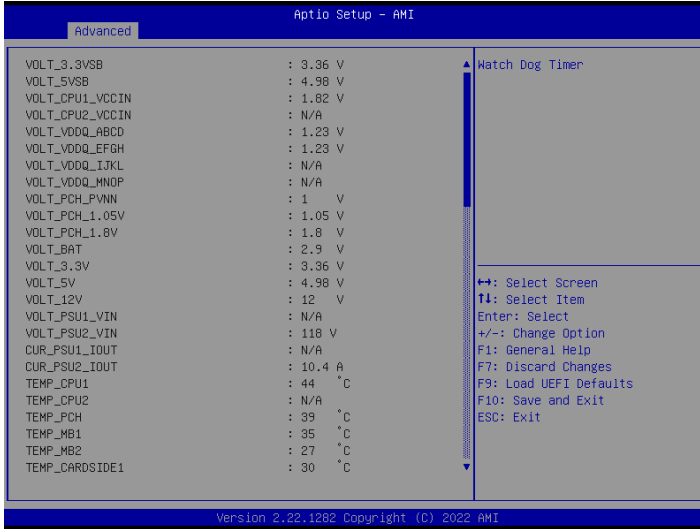 Aptio Setup - AMI
Advanced
VOLT_3.3VSB : 3.36 V
VOLT_5VSB : 4.98 V
VOLT_CPU1_VCCIN : 1.82 V
VOLT_CPU2_VCCIN : N/A
VOLT_VDDQ_ABCD : 1.23 V
VOLT_VDDQ_EFGH : 1.23 V
VOLT_VDDQ_IJKL : N/A
VOLT_VDDQ_MNOP : N/A
VOLT_PCH_PVNN : 1 V
VOLT_PCH_1.05V : 1.05 V
VOLT_PCH_1.8V : 1.8 V
VOLT_BAT : 2.9 V
VOLT_3.3V : 3.36 V
VOLT_5V : 4.98 V
VOLT_12V : 12 V
VOLT_PSU1_VIN : N/A
VOLT_PSU2_VIN : 118 V
CUR_PSU1_IOUT : N/A
CUR_PSU2_IOUT : 10.4 A
TEMP_CPU1 : 44 °C
TEMP_CPU2 : N/A
TEMP_PCH : 39 °C
TEMP_MB1 : 35 °C
TEMP_MB2 : 27 °C
TEMP_CARDSIDE1 : 30 °C
Watch Dog Timer
↔: Select Screen
↑↓: Select Item
Enter: Select
+/-: Change Option
F1: General Help
F7: Discard Changes
F9: Load UEFI Defaults
F10: Save and Exit
ESC: Exit
Version 2.22.1282 Copyright (C) 2022 AMI